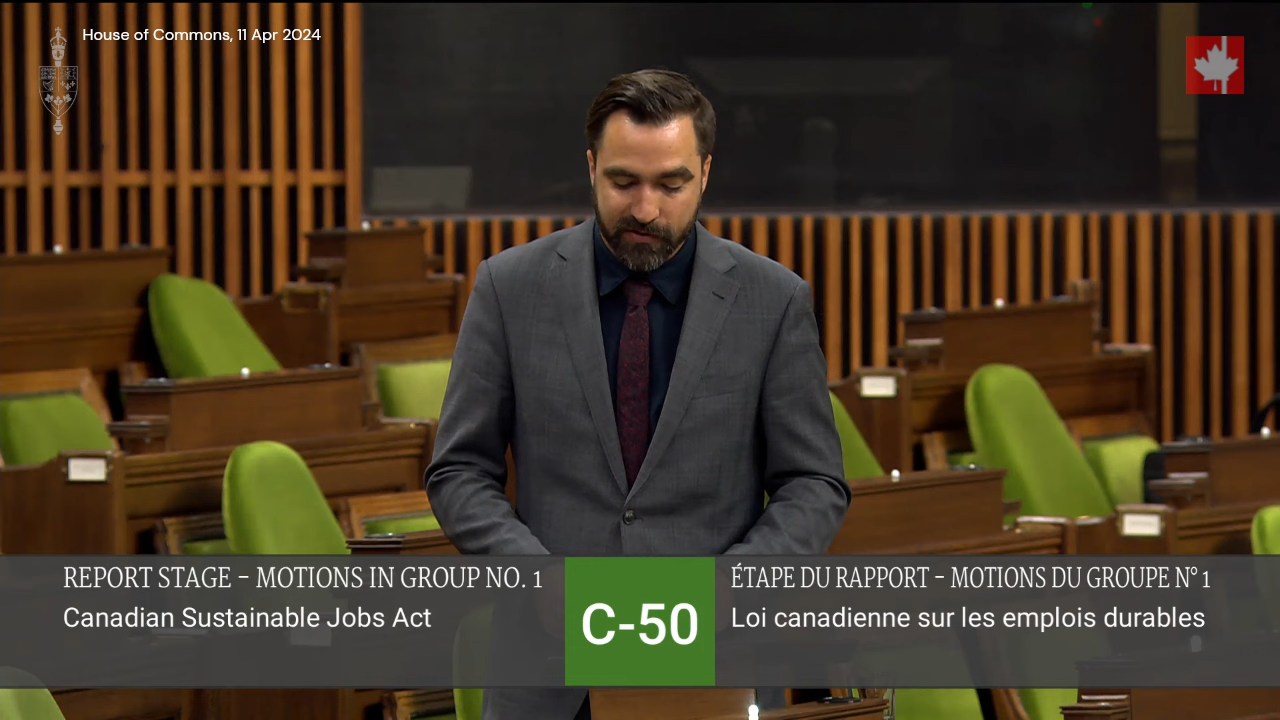 House of Commons, 11 Apr 2024
REPORT STAGE – MOTIONS IN GROUP NO. 1
Canadian Sustainable Jobs Act
C-50
ÉTAPE DU RAPPORT – MOTIONS DU GROUPE N° 1
Loi canadienne sur les emplois durables